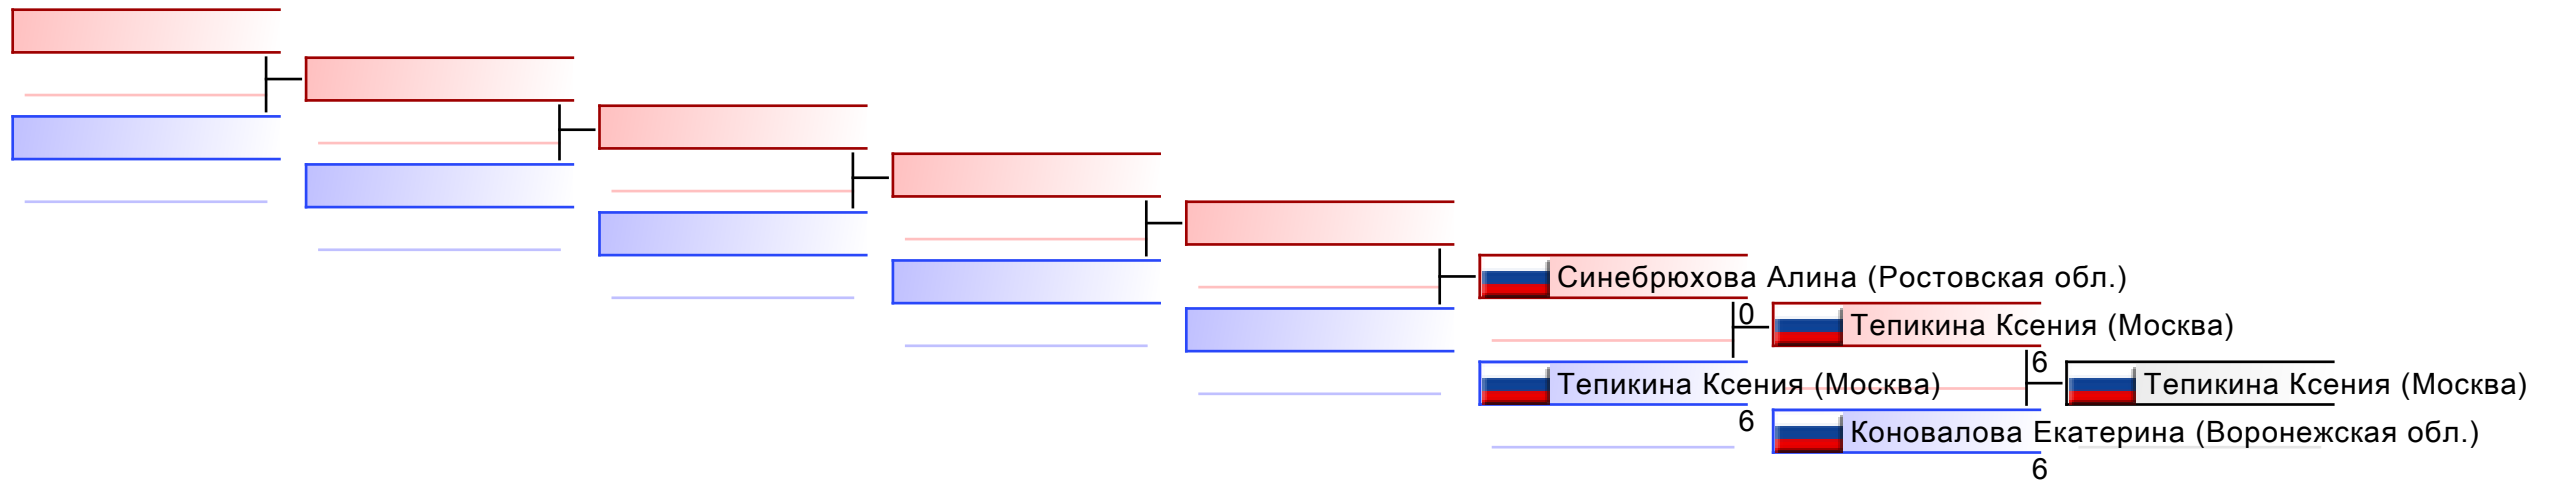 Синебрюхова Алина (Ростовская обл.)
0
Тепикина Ксения (Москва)
6
Тепикина Ксения (Москва)
6
Коновалова Екатерина (Воронежская обл.)
6
Тепикина Ксения (Москва)